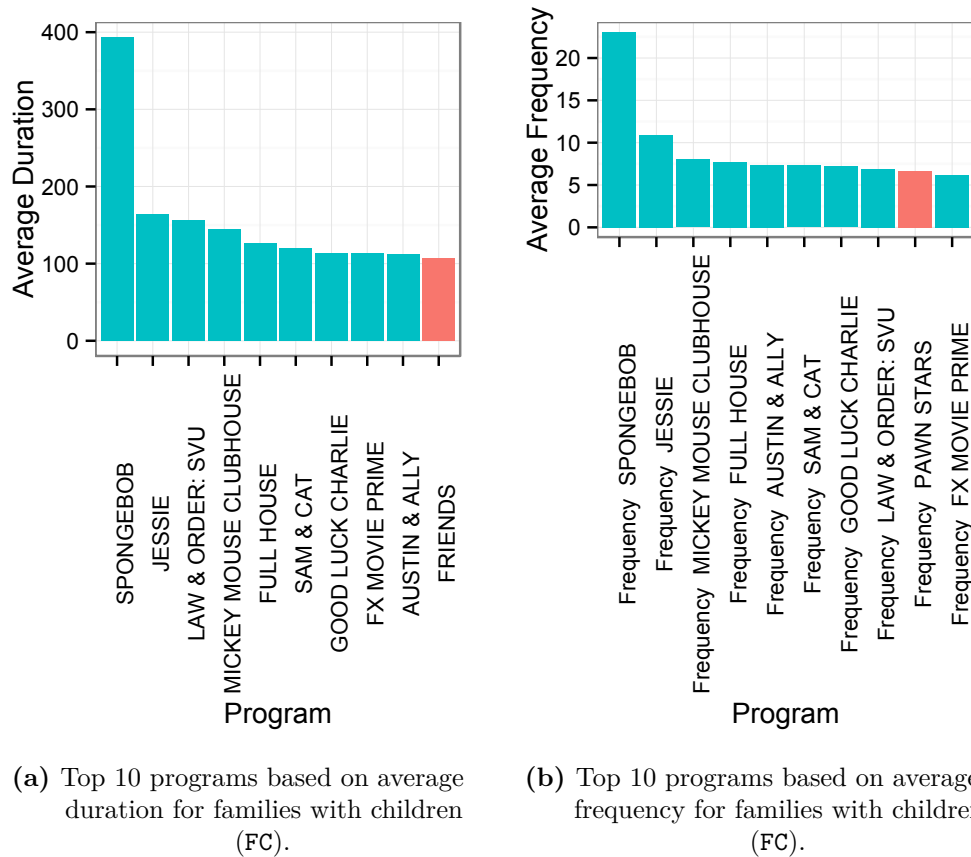 400
300
200
100
0
Average Duration
SPONGEBOB
JESSIE
LAW & ORDER: SVU
MICKEY MOUSE CLUBHOUSE
FULL HOUSE
SAM & CAT
GOOD LUCK CHARLIE
FX MOVIE PRIME
AUSTIN & ALLY
FRIENDS
Program
(a) Top 10 programs based on average
duration for families with children
(FC).
20
15
10
5
0
Average Frequency
Frequency SPONGEBOB
Frequency JESSIE
Frequency MICKEY MOUSE CLUBHOUSE
Frequency FULL HOUSE
Frequency AUSTIN & ALLY
Frequency SAM & CAT
Frequency GOOD LUCK CHARLIE
Frequency LAW & ORDER: SVU
Frequency PAWN STARS
Frequency FX MOVIE PRIME
Program
(b) Top 10 programs based on average
frequency for families with children
(FC).